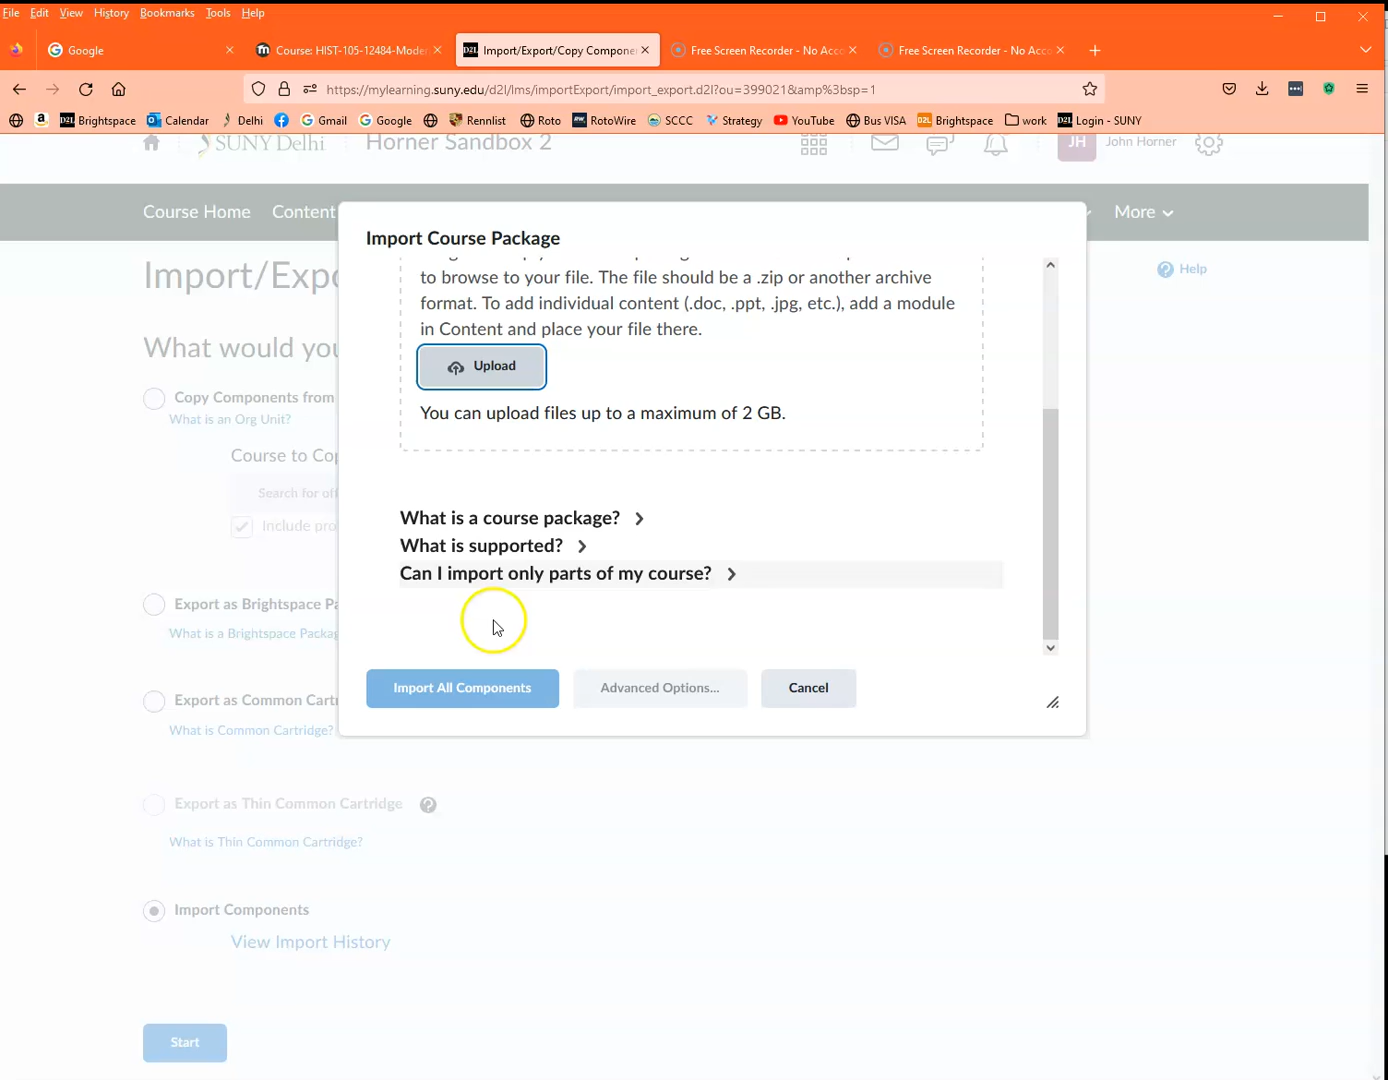 File Edit View History Bookmarks Tools Help
Google
Course: HIST-105-12484-Moder
Import/Export/Copy Compone
Free Screen Recorder - No Acco
Free Screen Recorder - No Acco
https://mylearning.suny.edu/d2l/lms/importExport/import_export.d2l?ou=399021&amp%3bsp=1
Brightspace Calendar Delhi Gmail Google Rennlist Roto RotoWire SCCC Strategy YouTube Bus VISA Brightspace work Login - SUNY
SUNY Delhi Horner Sandbox 2 JH John Horner
Course Home Content More
Import/Expo
Help
What would you
Copy Components from
What is an Org Unit?
Course to Cop
Search for off
Include pro
Export as Brightspace Pa
What is a Brightspace Package
Export as Common Cartr
What is Common Cartridge?
Export as Thin Common Cartridge
What is Thin Common Cartridge?
Import Components
View Import History
Start
Import Course Package
to browse to your file. The file should be a .zip or another archive
format. To add individual content (.doc, .ppt, .jpg, etc.), add a module
in Content and place your file there.
Upload
You can upload files up to a maximum of 2 GB.
What is a course package?
What is supported?
Can I import only parts of my course?
Import All Components Advanced Options... Cancel